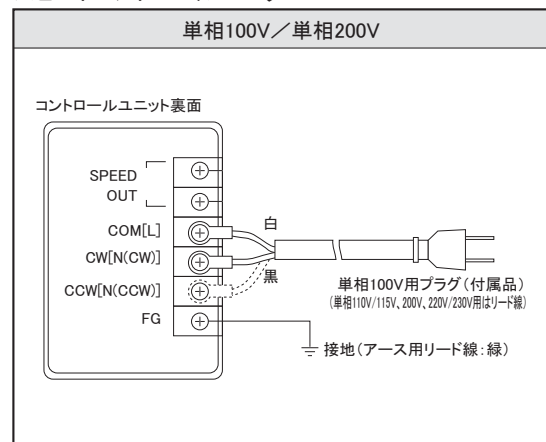 単相100V／単相200V
コントロールユニット裏面
SPEED
OUT
COM[L]
CW[N(CW)]
CCW[N(CCW)]
FG
白
黒
単相100V用プラグ（付属品）
（単相110V/115V、200V、220V/230V用はリード線）
接地（アース用リード線：緑）